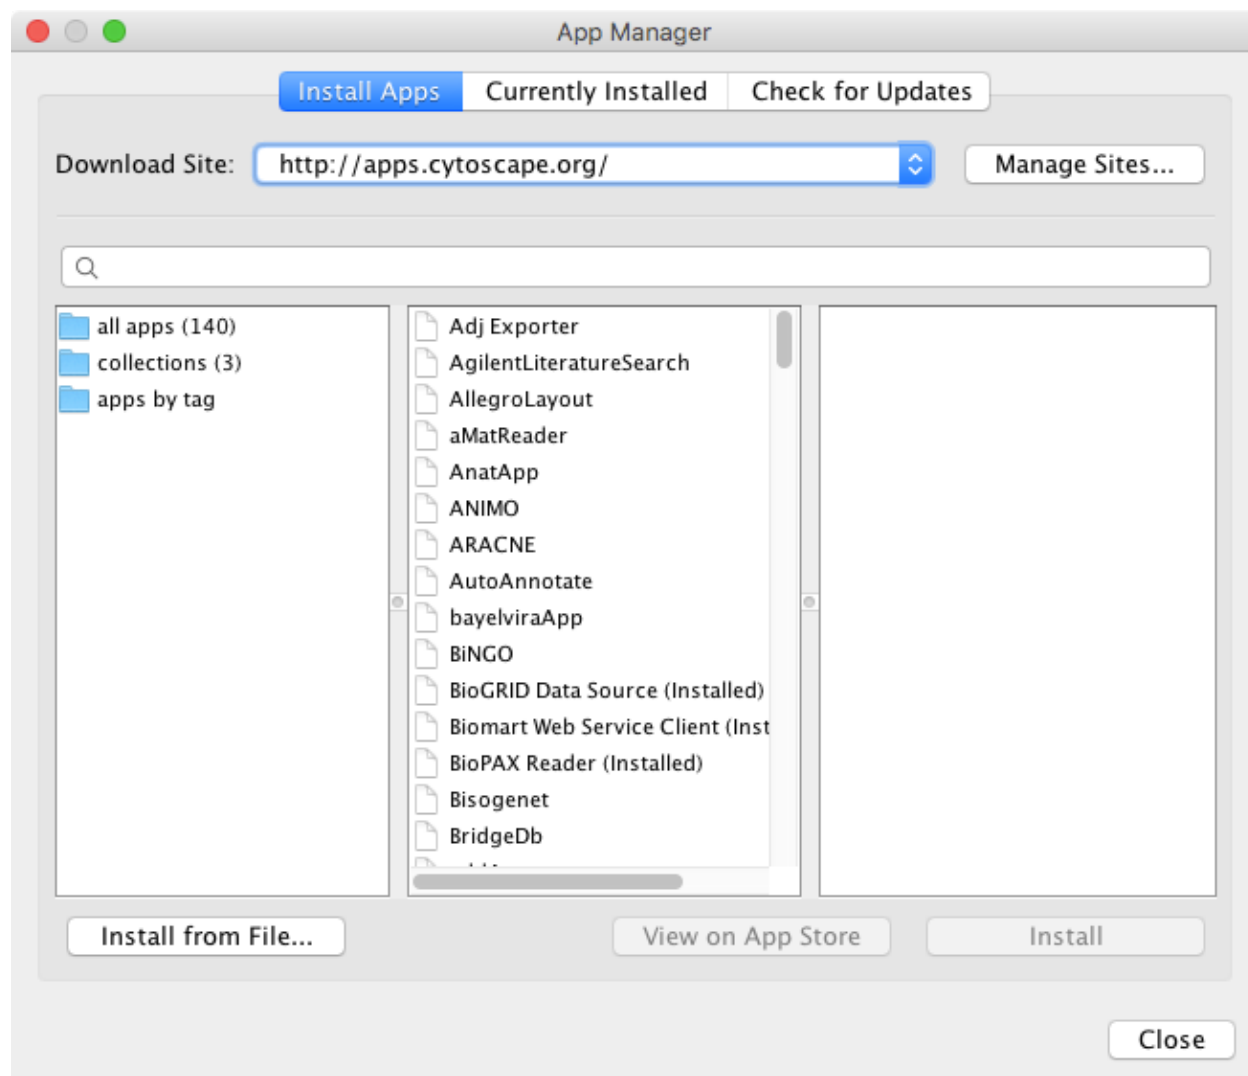 App Manager
Install Apps Currently Installed Check for Updates
Download Site: http://apps.cytoscape.org/ Manage Sites...
all apps (140)
collections (3)
apps by tag
Adj Exporter
AgilentLiteratureSearch
AllegroLayout
aMatReader
AnatApp
ANIMO
ARACNE
AutoAnnotate
bayelviraApp
BiNGO
BioGRID Data Source (Installed)
Biomart Web Service Client (Inst
BioPAX Reader (Installed)
Bisogenet
BridgeDb
Install from File... View on App Store Install
Close